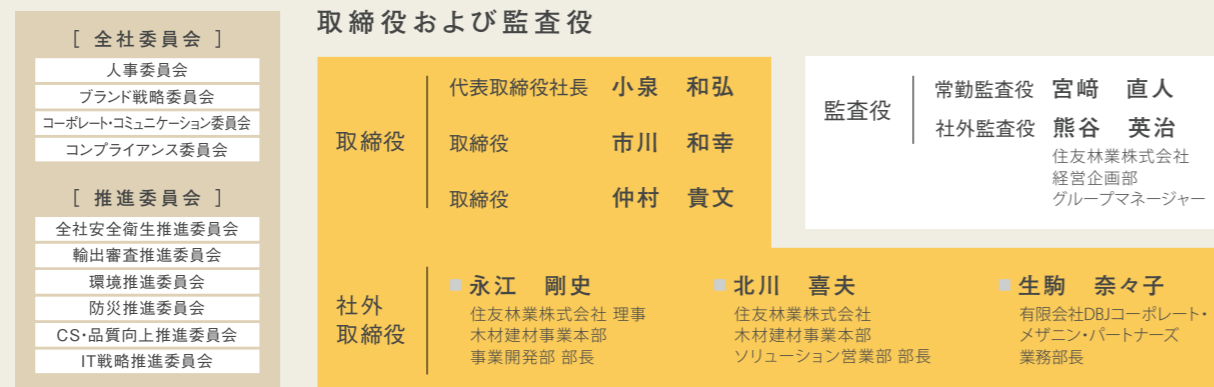 [ 全社委員会 ]
人事委員会
ブランド戦略委員会
コーポレート・コミュニケーション委員会
コンプライアンス委員会
[ 推進委員会 ]
全社安全衛生推進委員会
輸出審査推進委員会
環境推進委員会
防災推進委員会
CS・品質向上推進委員会
IT戦略推進委員会
取締役および監査役
取締役
代表取締役社長 小泉 和弘
取締役 市川 和幸
取締役 仲村 貴文
監査役
常勤監査役 宮﨑 直人
社外監査役 熊谷 英治
住友林業株式会社
経営企画部
グループマネージャー
社外
取締役
永江 剛史
住友林業株式会社 理事
木材建材事業本部
事業開発部 部長
北川 喜夫
住友林業株式会社
木材建材事業本部
ソリューション営業部 部長
生駒 奈々子
有限会社DBJコーポレート・
メザニン・パートナーズ
業務部長